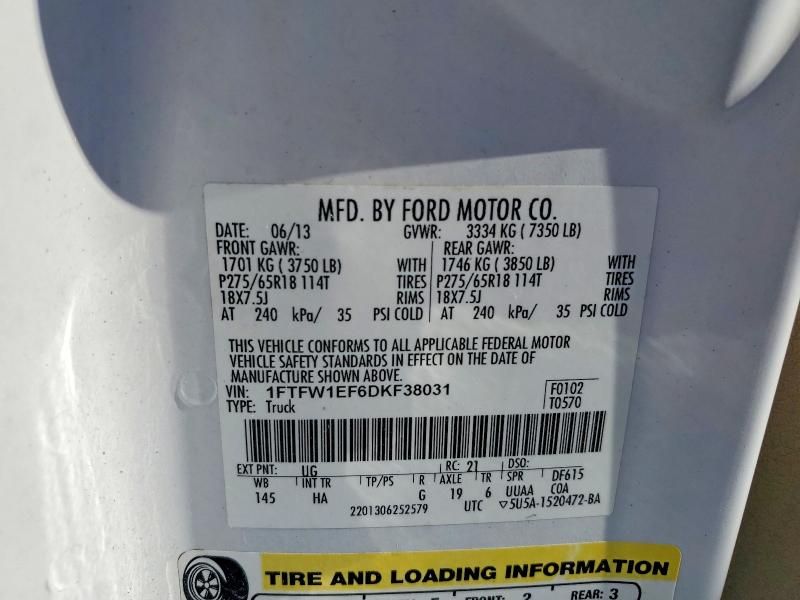 MFD. BY FORD MOTOR CO.
DATE: 06/13 GVWR: 3334 KG ( 7350 LB)
FRONT GAWR: REAR GAWR:
1701 KG ( 3750 LB) WITH 1746 KG ( 3850 LB) WITH
P275/65R18 114T TIRES P275/65R18 114T TIRES
18X7.5J RIMS 18X7.5J RIMS
AT 240 kPa/ 35 PSI COLD AT 240 kPa/ 35 PSI COLD
THIS VEHICLE CONFORMS TO ALL APPLICABLE FEDERAL MOTOR
VEHICLE SAFETY STANDARDS IN EFFECT ON THE DATE OF
MANUFACTURE SHOWN ABOVE.
VIN: 1FTFW1EF6DKF38031 F0102
TYPE: Truck T0570
EXT PNT: UG RC: 21 DSO:
WB INT TR TP/PS R AXLE TR SPR DF615
145 HA G 19 6 UUAA COA
2201306252579 UTC ▽5U5A-1520472-BA
TIRE AND LOADING INFORMATION
FRONT: 2 REAR: 3